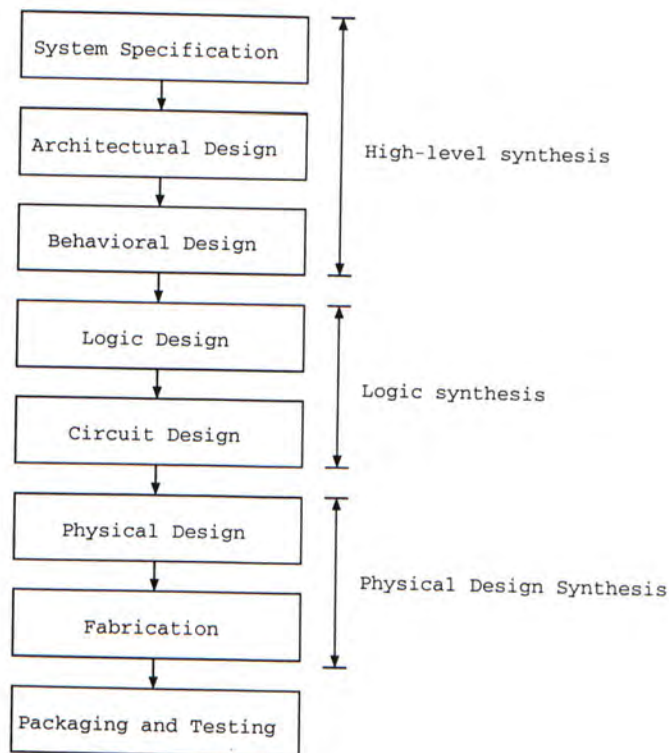 System Specification
Architectural Design
High-level synthesis
Behavioral Design
Logic Design
Logic synthesis
Circuit Design
Physical Design
Physical Design Synthesis
Fabrication
Packaging and Testing